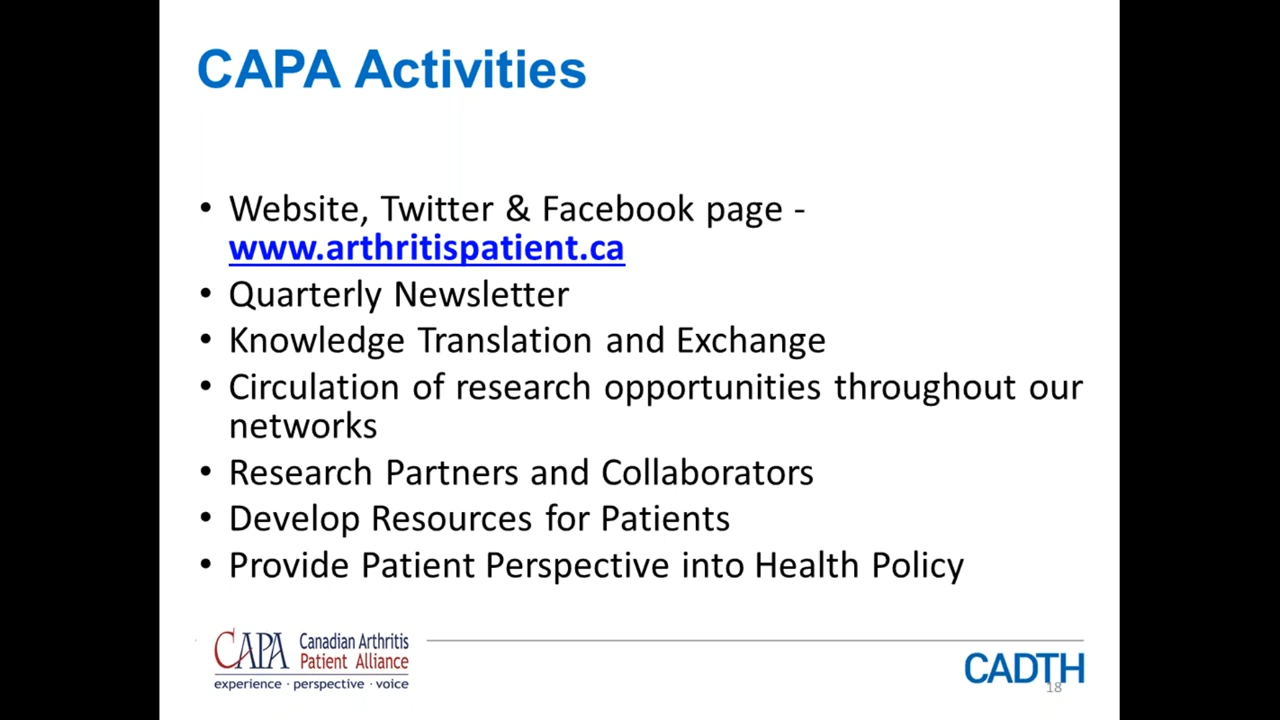 CAPA Activities
• Website, Twitter & Facebook page -
www.arthritispatient.ca
• Quarterly Newsletter
• Knowledge Translation and Exchange
• Circulation of research opportunities throughout our
networks
• Research Partners and Collaborators
• Develop Resources for Patients
• Provide Patient Perspective into Health Policy
CAPA Canadian Arthritis
Patient Alliance
experience · perspective · voice
CADTH
18